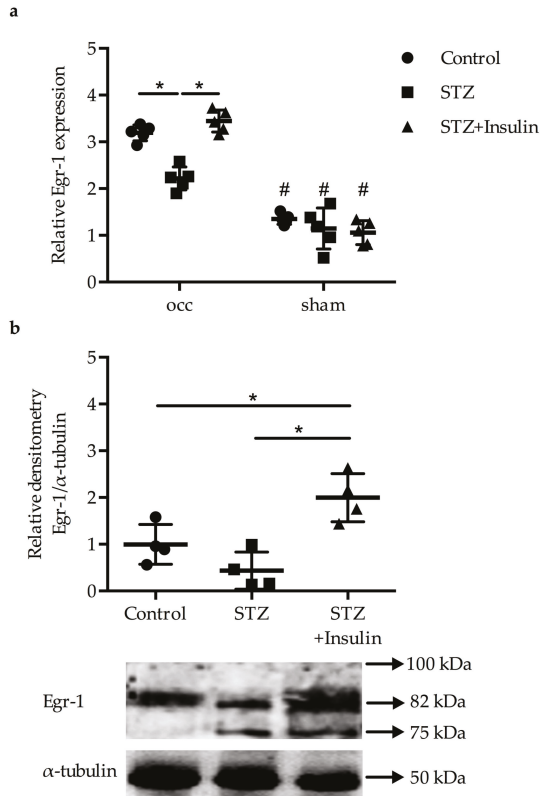 a
5
4
3
2
1
0
Relative Egr-1 expression
* *
# # #
occ sham
Control
STZ
STZ+Insulin
b
5
4
3
2
1
0
Relative densitometry
Egr-1/α-tubulin
*
*
Control STZ STZ
+Insulin
Egr-1
100 kDa
82 kDa
75 kDa
α-tubulin
50 kDa